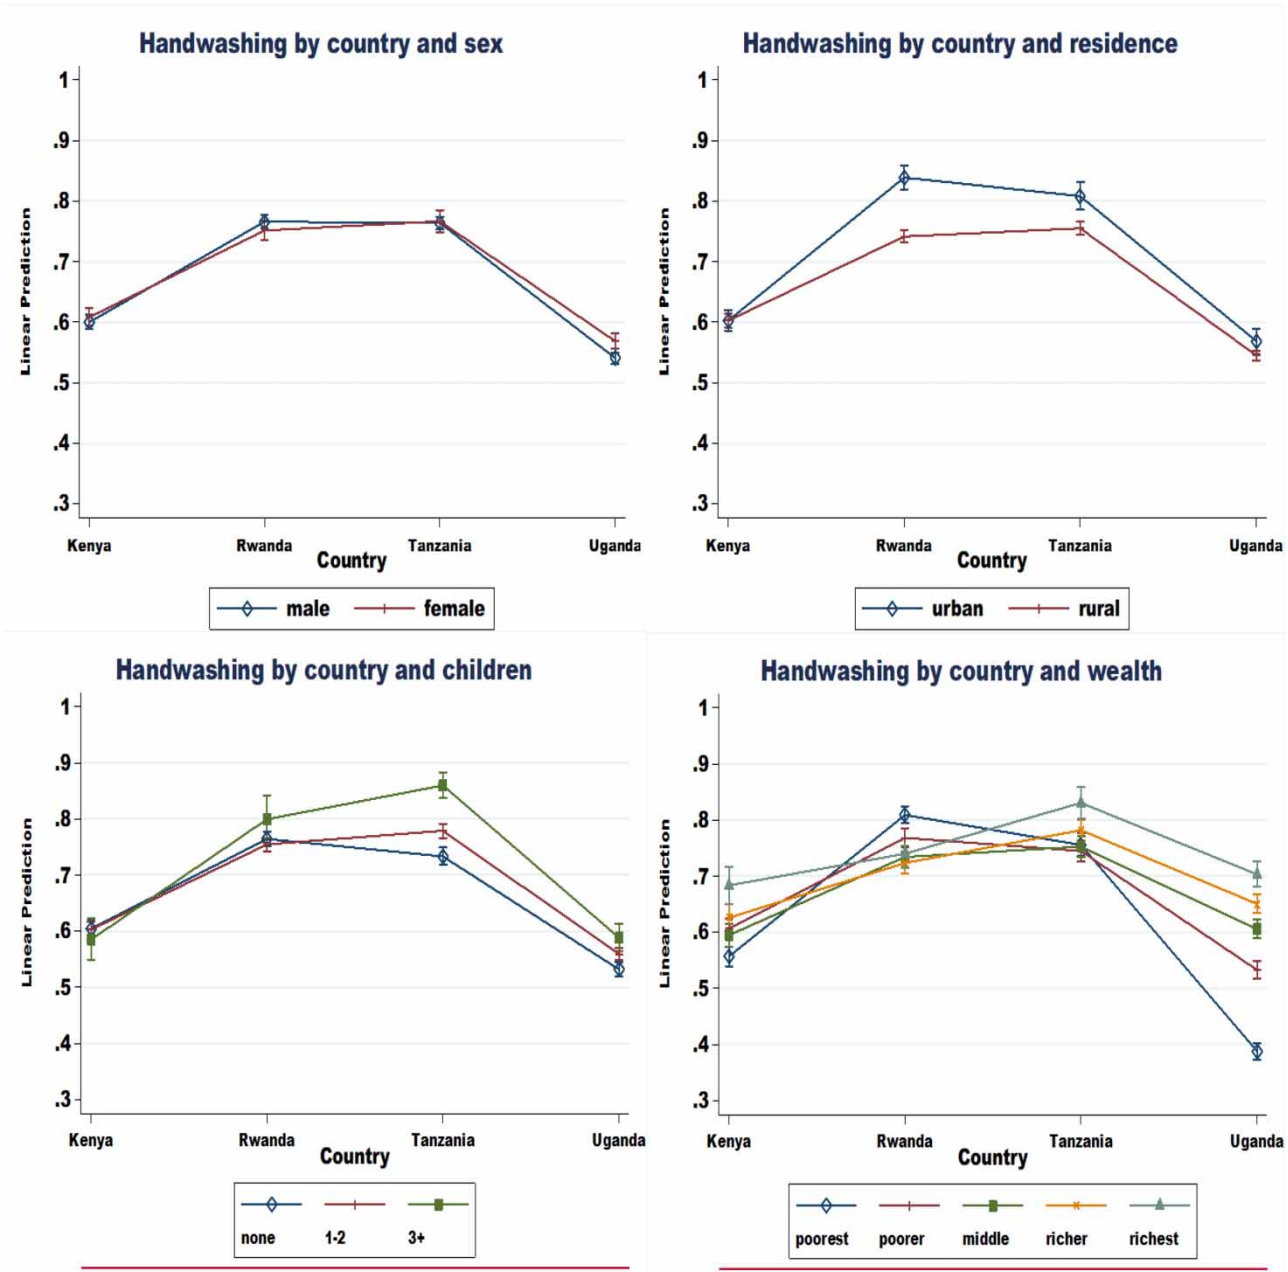 Handwashing by country and sex
1
.9
.8
.7
.6
.5
.4
.3
Linear Prediction
Kenya Rwanda Tanzania Uganda
Country
male female
Handwashing by country and residence
1
.9
.8
.7
.6
.5
.4
.3
Linear Prediction
Kenya Rwanda Tanzania Uganda
Country
urban rural
Handwashing by country and children
1
.9
.8
.7
.6
.5
.4
.3
Linear Prediction
Kenya Rwanda Tanzania Uganda
Country
none 1-2 3+
Handwashing by country and wealth
1
.9
.8
.7
.6
.5
.4
.3
Linear Prediction
Kenya Rwanda Tanzania Uganda
Country
poorest poorer middle richer richest